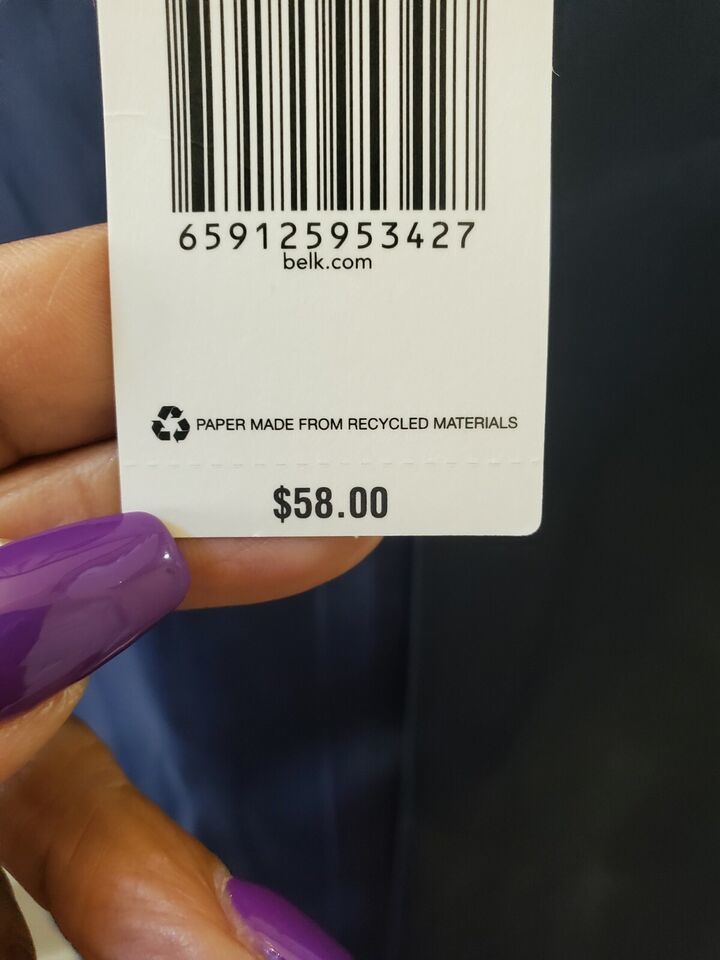 659125953427
belk.com
PAPER MADE FROM RECYCLED MATERIALS
$58.00